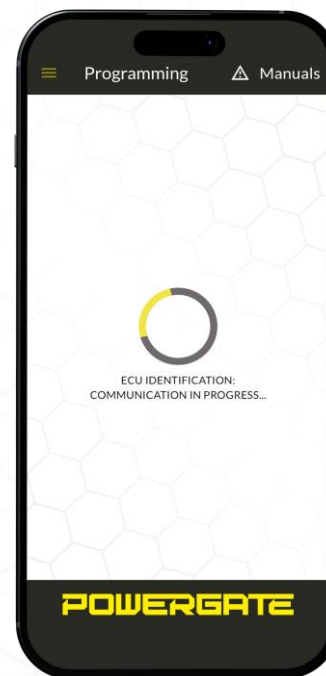 Programming
Manuals
ECU IDENTIFICATION:
COMMUNICATION IN PROGRESS...
POWERGATE